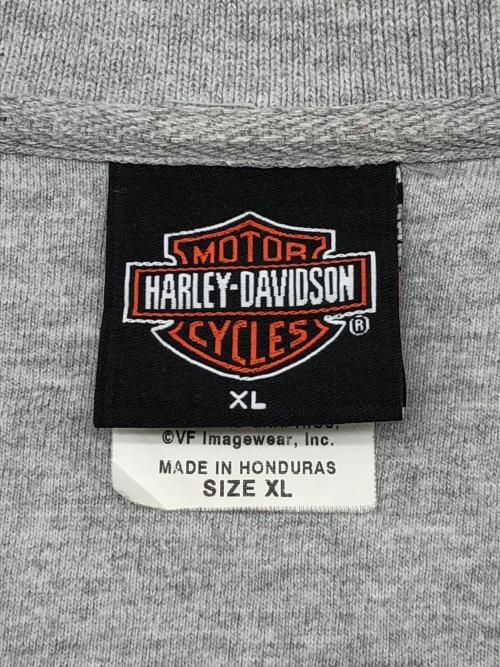 MOTOR
HARLEY-DAVIDSON
CYCLES
®
XL
©VF Imagewear, Inc.
MADE IN HONDURAS
SIZE XL